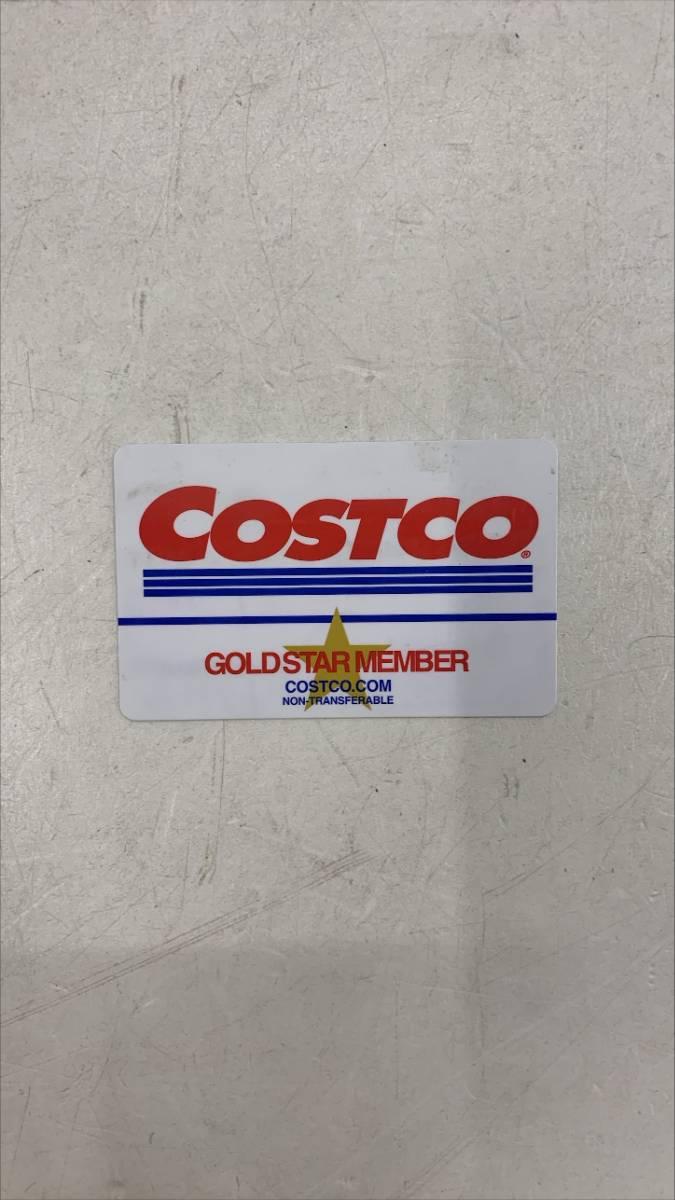 COSTCO®
GOLD STAR MEMBER
COSTCO.COM
NON-TRANSFERABLE